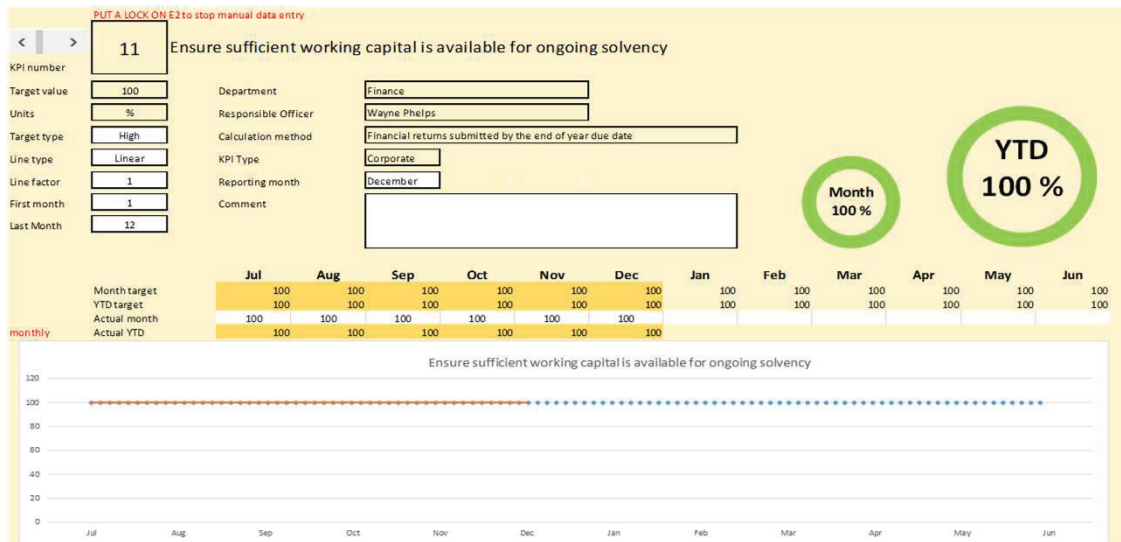 PUT A LOCK ON E2 to stop manual data entry
< >
11 Ensure sufficient working capital is available for ongoing solvency
KPI number
Target value 100 Department Finance
Units % Responsible Officer Wayne Phelps
Target type High Calculation method Financial returns submitted by the end of year due date
Line type Linear KPI Type Corporate
Line factor 1 Reporting month December
First month 1 Comment
Last Month 12
Month
100 %
YTD
100 %
Jul Aug Sep Oct Nov Dec Jan Feb Mar Apr May Jun
Month target 100 100 100 100 100 100 100 100 100 100 100 100
YTD target 100 100 100 100 100 100 100 100 100 100 100 100
Actual month 100 100 100 100 100 100
monthly Actual YTD 100 100 100 100 100 100
Ensure sufficient working capital is available for ongoing solvency
120
100
80
60
40
20
0
Jul Aug Sep Oct Nov Dec Jan Feb Mar Apr May Jun